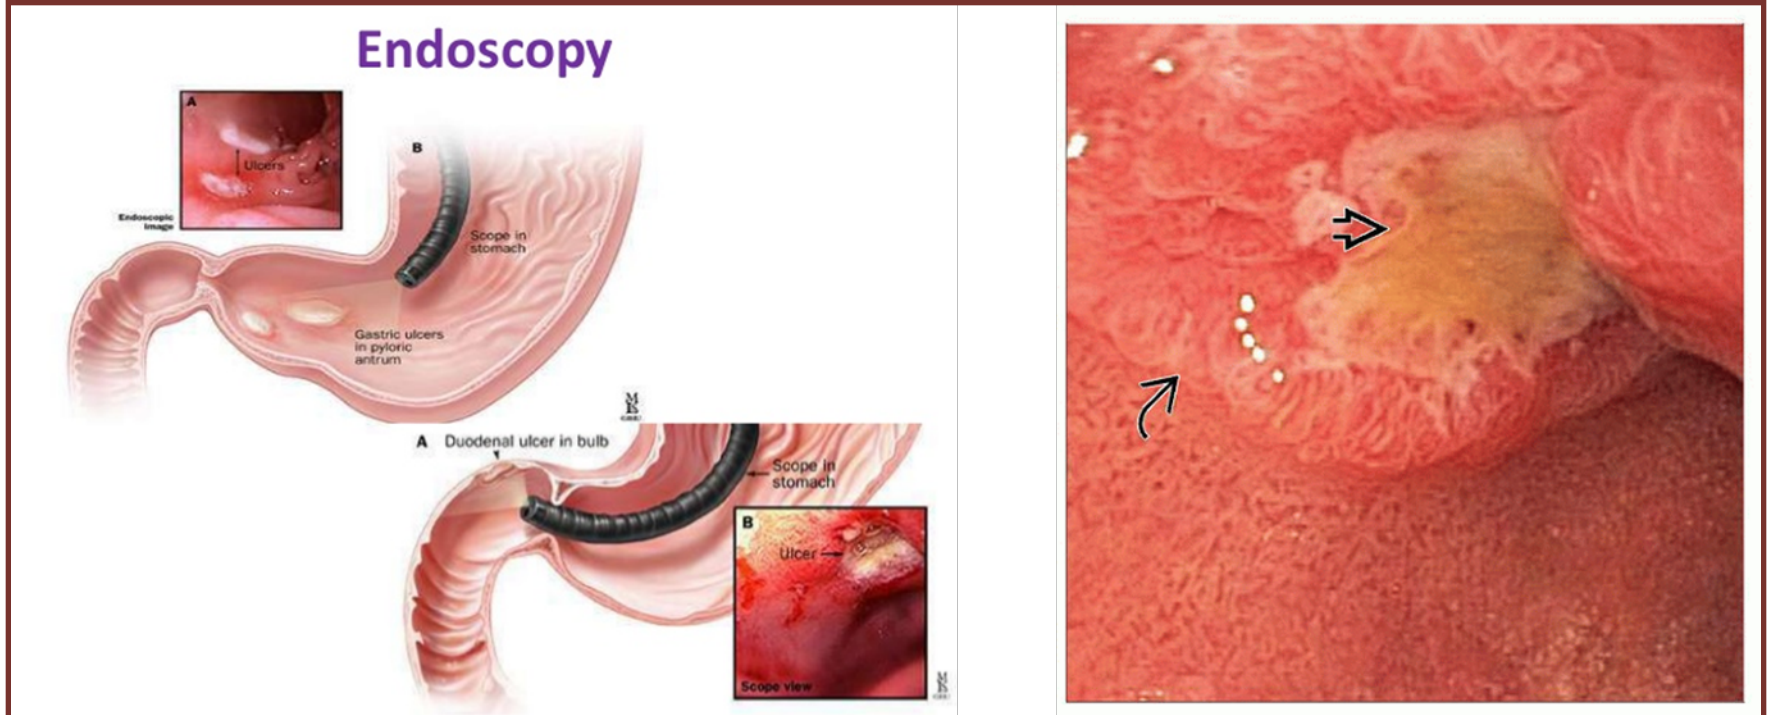 Endoscopy
A
Ulcers
Endoscopic
Image
B
Scope in
stomach
Gastric ulcers
in pyloric
antrum
A Duodenal ulcer in bulb
Scope in
stomach
B
Ulcer
Scope view